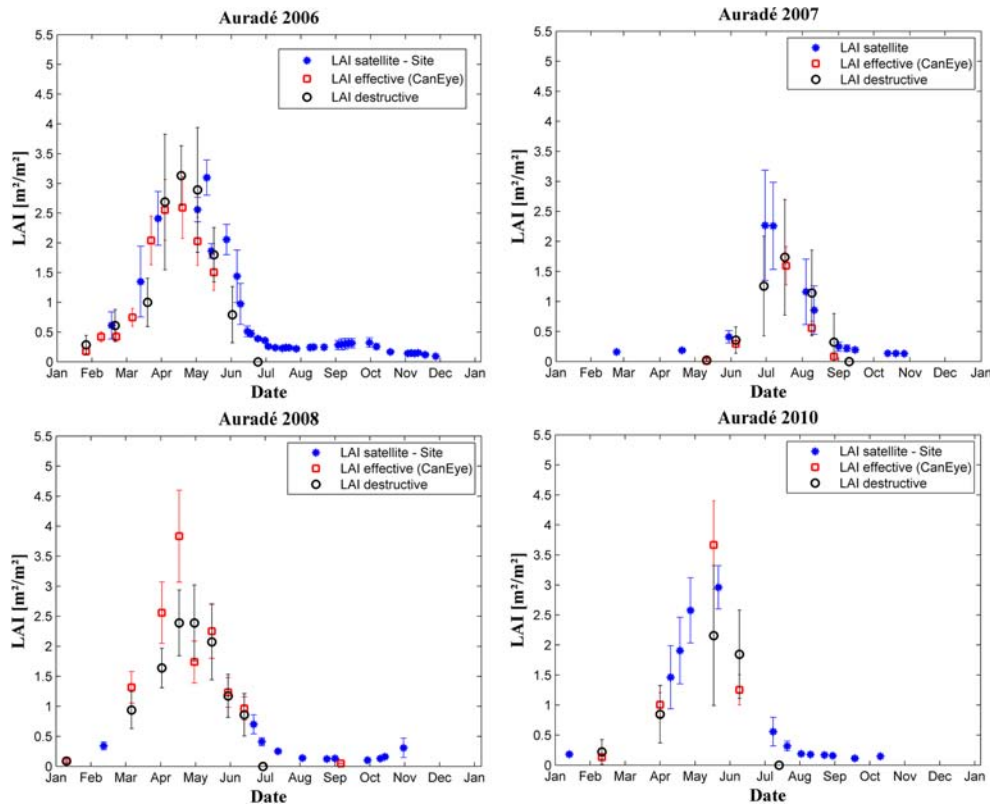 Auradé 2006
LAI [m²/m²]
5.5
5
4.5
4
3.5
3
2.5
2
1.5
1
0.5
0
LAI satellite - Site
LAI effective (CanEye)
LAI destructive
Jan Feb Mar Apr May Jun Jul Aug Sep Oct Nov Dec Jan
Date
Auradé 2007
LAI [m²/m²]
5.5
5
4.5
4
3.5
3
2.5
2
1.5
1
0.5
0
LAI satellite
LAI effective (CanEye)
LAI destructive
Jan Feb Mar Apr May Jun Jul Aug Sep Oct Nov Dec Jan
Date
Auradé 2008
LAI [m²/m²]
5.5
5
4.5
4
3.5
3
2.5
2
1.5
1
0.5
0
LAI satellite - Site
LAI effective (CanEye)
LAI destructive
Jan Feb Mar Apr May Jun Jul Aug Sep Oct Nov Dec Jan
Date
Auradé 2010
LAI [m²/m²]
5.5
5
4.5
4
3.5
3
2.5
2
1.5
1
0.5
0
LAI satellite - Site
LAI effective (CanEye)
LAI destructive
Jan Feb Mar Apr May Jun Jul Aug Sep Oct Nov Dec Jan
Date